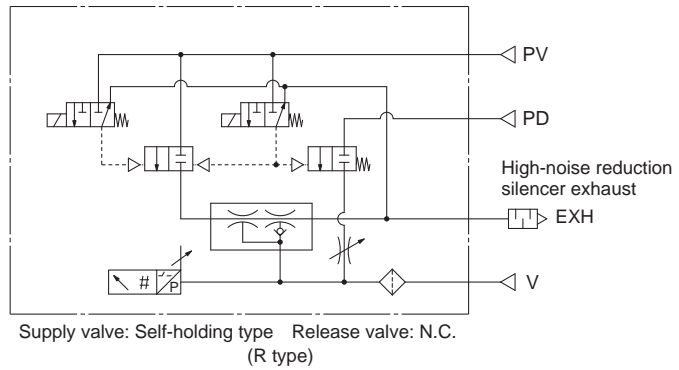 PV
PD
High-noise reduction
silencer exhaust
EXH
# P
V
Supply valve: Self-holding type Release valve: N.C.
(R type)